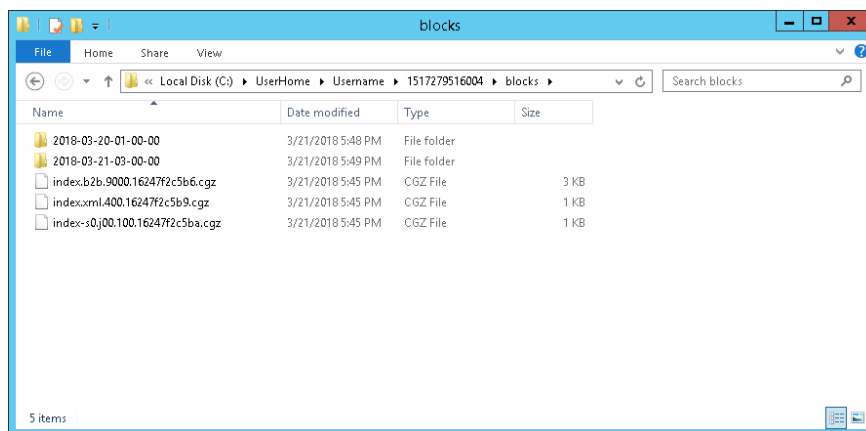 blocks
File Home Share View
« Local Disk (C:) UserHome Username 1517279516004 blocks Search blocks
Name Date modified Type Size
2018-03-20-01-00-00 3/21/2018 5:48 PM File folder
2018-03-21-03-00-00 3/21/2018 5:49 PM File folder
index.b2b.9000.16247f2c5b6.cgz 3/21/2018 5:45 PM CGZ File 3 KB
index.xml.400.16247f2c5b9.cgz 3/21/2018 5:45 PM CGZ File 1 KB
index-s0.j00.100.16247f2c5ba.cgz 3/21/2018 5:45 PM CGZ File 1 KB
5 items